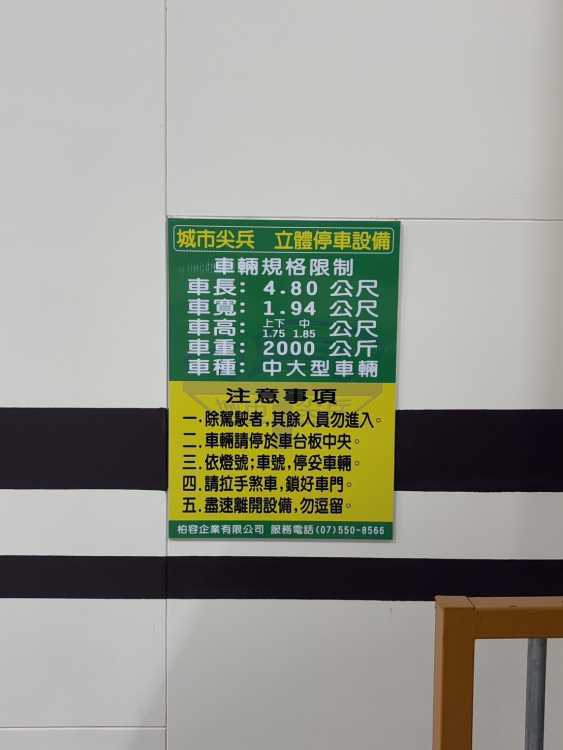 城市尖兵 立體停車設備
車輛規格限制
車長: 4.80 公尺
車寬: 1.94 公尺
車高: 上下 1.75 中 1.85 公尺
車重: 2000 公斤
車種: 中大型車輛
注意事項
一.除駕駛者,其餘人員勿進入。
二.車輛請停於車台板中央。
三.依燈號;車號,停妥車輛。
四.請拉手煞車,鎖好車門。
五.盡速離開設備,勿逗留。
柏容企業有限公司 服務電話(07)550-8566